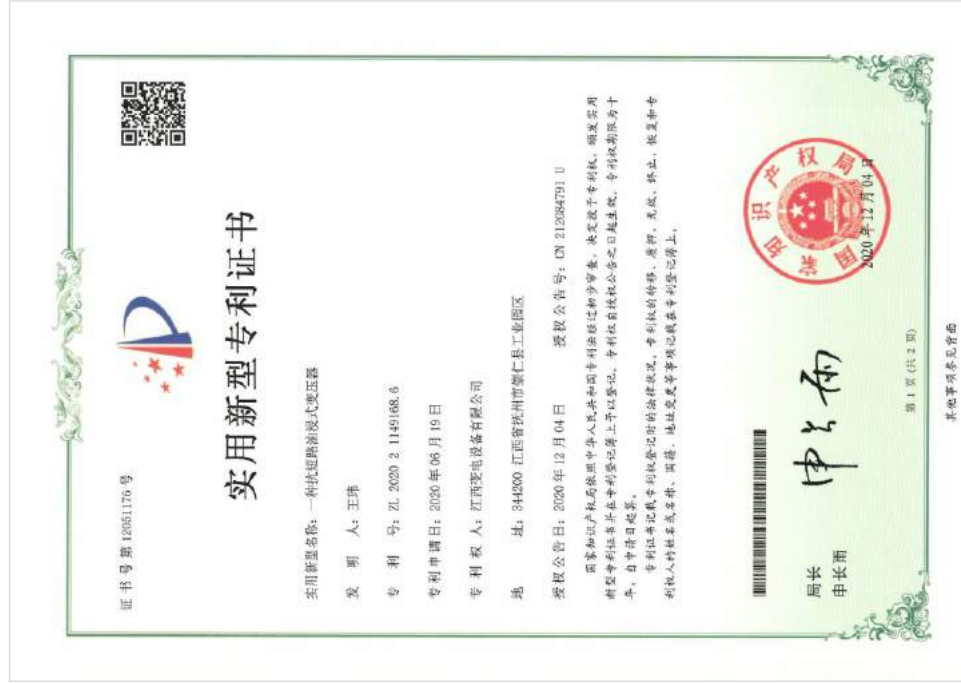 证书号第12051176号
实用新型专利证书
实用新型名称：一种抗短路油浸式变压器
发明人：王玮
专利号：ZL 2020 2 1149168.6
专利申请日：2020年06月19日
专利权人：江西变电设备有限公司
地址：344200 江西省抚州市崇仁县工业园区
授权公告日：2020年12月04日 授权公告号：CN 212084791 U
国家知识产权局依照中华人民共和国专利法经过初步审查，决定授予专利权，颁发实用
新型专利证书并在专利登记簿上予以登记。专利权自授权公告之日起生效。专利权期限为十
年，自申请日起算。
专利证书记载专利权登记时的法律状况。专利权的转移、质押、无效、终止、恢复和专
利权人的姓名或名称、国籍、地址变更等事项记载在专利登记簿上。
局长
申长雨
申长雨
国家知识产权局
2020年12月04日
第 1 页 (共 2 页)
其他事项参见背面